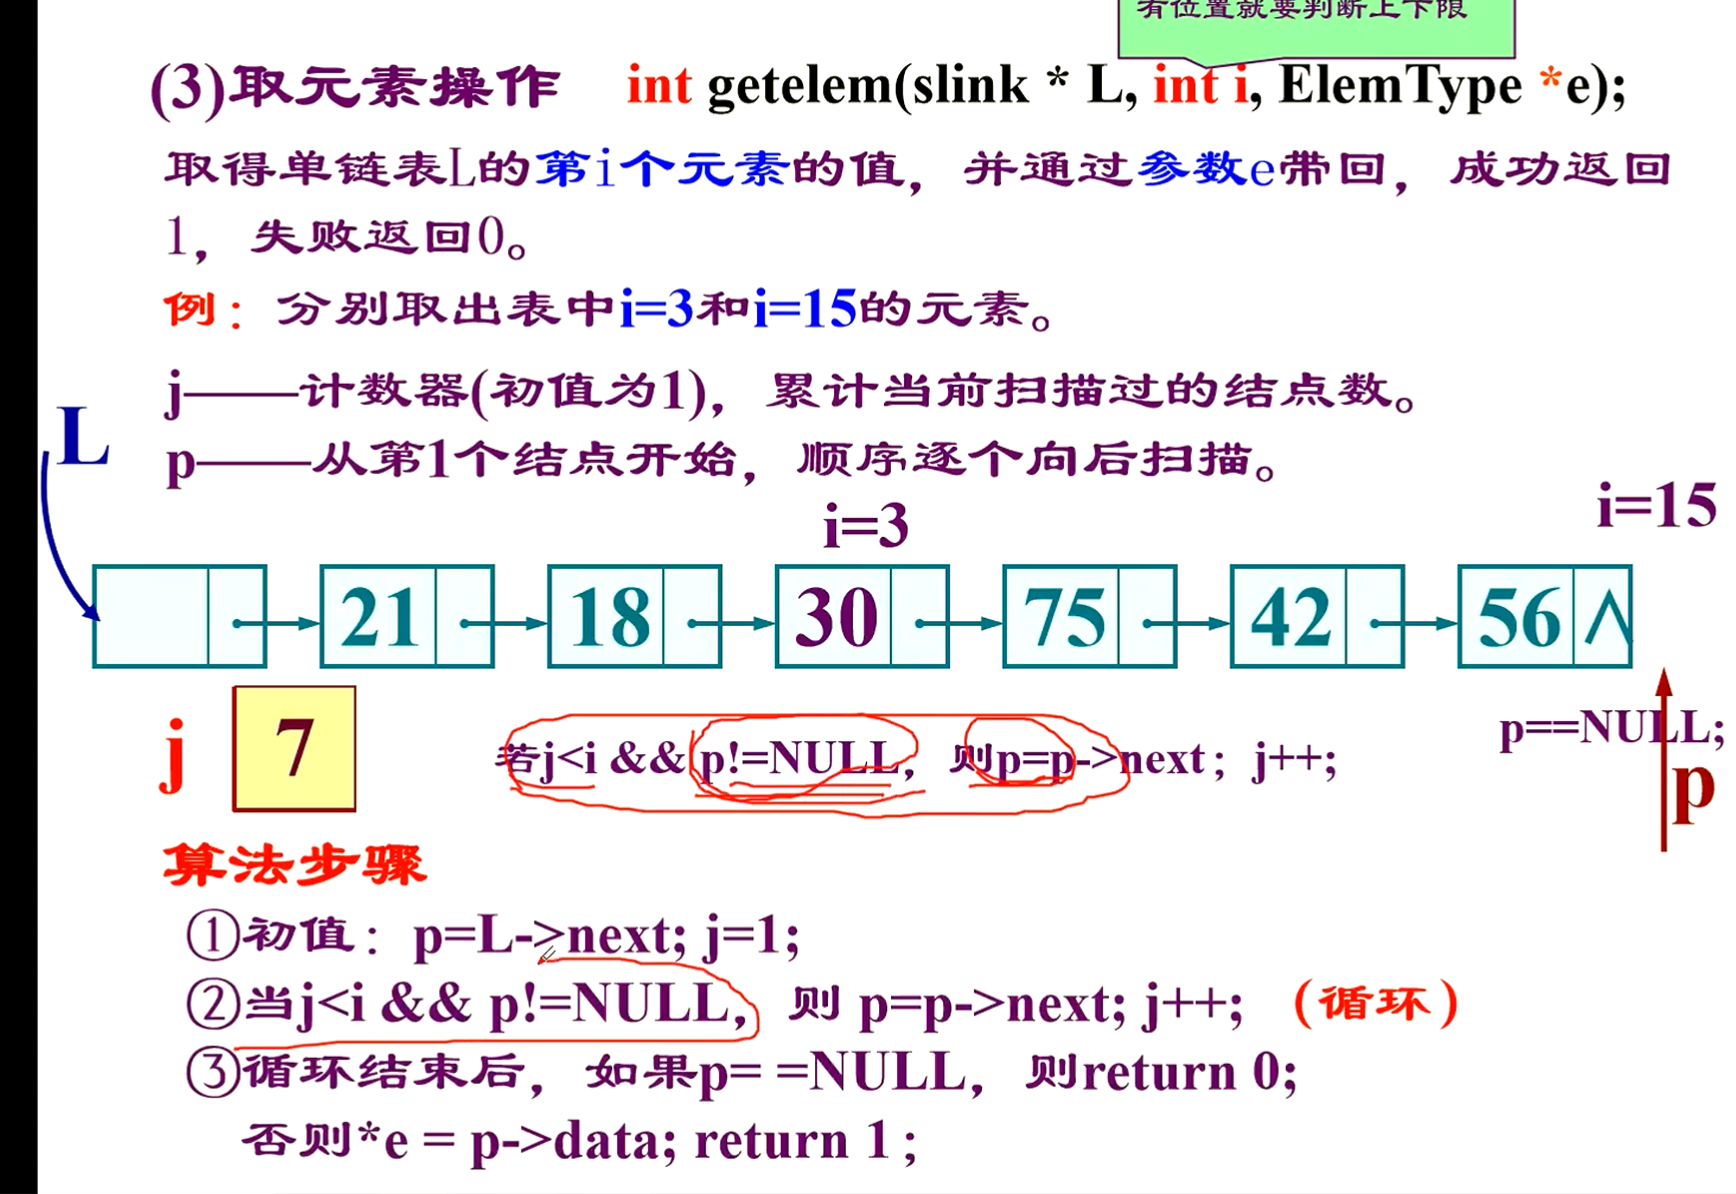 有位置就要判断上下限
(3)取元素操作 int getelem(slink * L, int i, ElemType *e);
取得单链表L的第i个元素的值，并通过参数e带回，成功返回
1，失败返回0。
例：分别取出表中i=3和i=15的元素。
j——计数器(初值为1)，累计当前扫描过的结点数。
L
p——从第1个结点开始，顺序逐个向后扫描。
i=3 i=15
21 18 30 75 42 56 ∧
j 7 若j<i && p!=NULL，则p=p->next；j++; p==NULL;
p
算法步骤
①初值：p=L->next; j=1;
②当j<i && p!=NULL，则 p=p->next; j++; （循环）
③循环结束后，如果p= =NULL，则return 0;
否则*e = p->data; return 1；